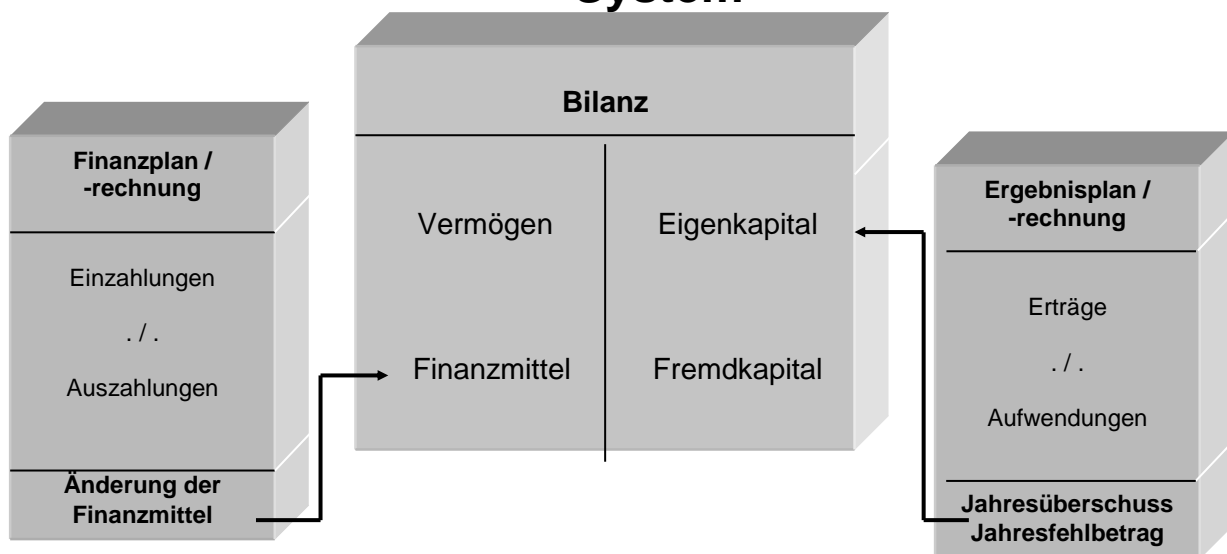 System
Bilanz
Finanzplan /
-rechnung
Einzahlungen
. / .
Auszahlungen
Änderung der
Finanzmittel
Vermögen
Eigenkapital
Finanzmittel
Fremdkapital
Ergebnisplan /
-rechnung
Erträge
. / .
Aufwendungen
Jahresüberschuss
Jahresfehlbetrag